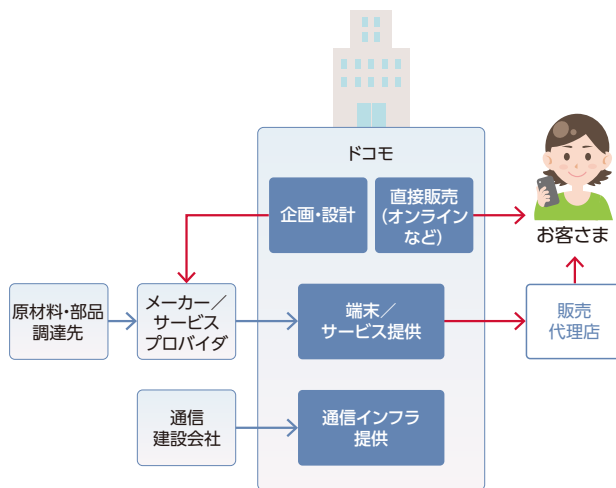 ドコモ
企画・設計
直接販売
(オンライン
など)
お客さま
原材料・部品
調達先
メーカー／
サービス
プロバイダ
端末／
サービス提供
販売
代理店
通信
建設会社
通信インフラ
提供